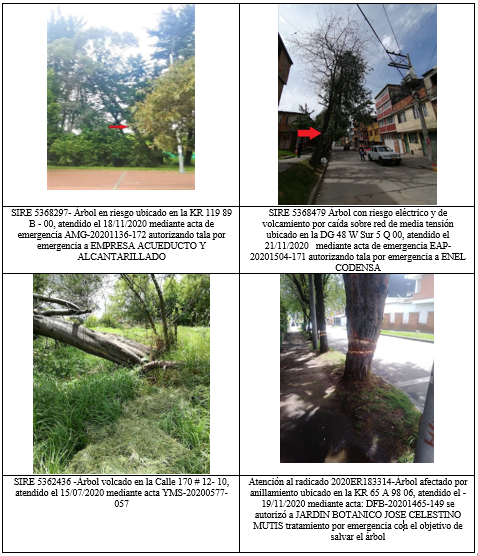 SIRE 5368297- Árbol en riesgo ubicado en la KR 119 89
B - 00, atendido el 18/11/2020 mediante acta de
emergencia AMG-20201136-172 autorizando tala por
emergencia a EMPRESA ACUEDUCTO Y
ALCANTARILLADO
SIRE 5368479 Árbol con riesgo eléctrico y de
volcamiento por caída sobre red de media tensión
ubicado en la DG 48 W Sur 5 Q 00, atendido el
21/11/2020 mediante acta de emergencia EAP-
20201504-171 autorizando tala por emergencia a ENEL
CODENSA
SIRE 5362436 -Árbol volcado en la Calle 170 # 12- 10,
atendido el 15/07/2020 mediante acta YMS-20200577-
057
Atención al radicado 2020ER183314-Árbol afectado por
anillamiento ubicado en la KR 65 A 98 06, atendido el -
19/11/2020 mediante acta: DFB-20201465-149 se
autorizó a JARDIN BOTANICO JOSE CELESTINO
MUTIS tratamiento por emergencia con el objetivo de
salvar el árbol